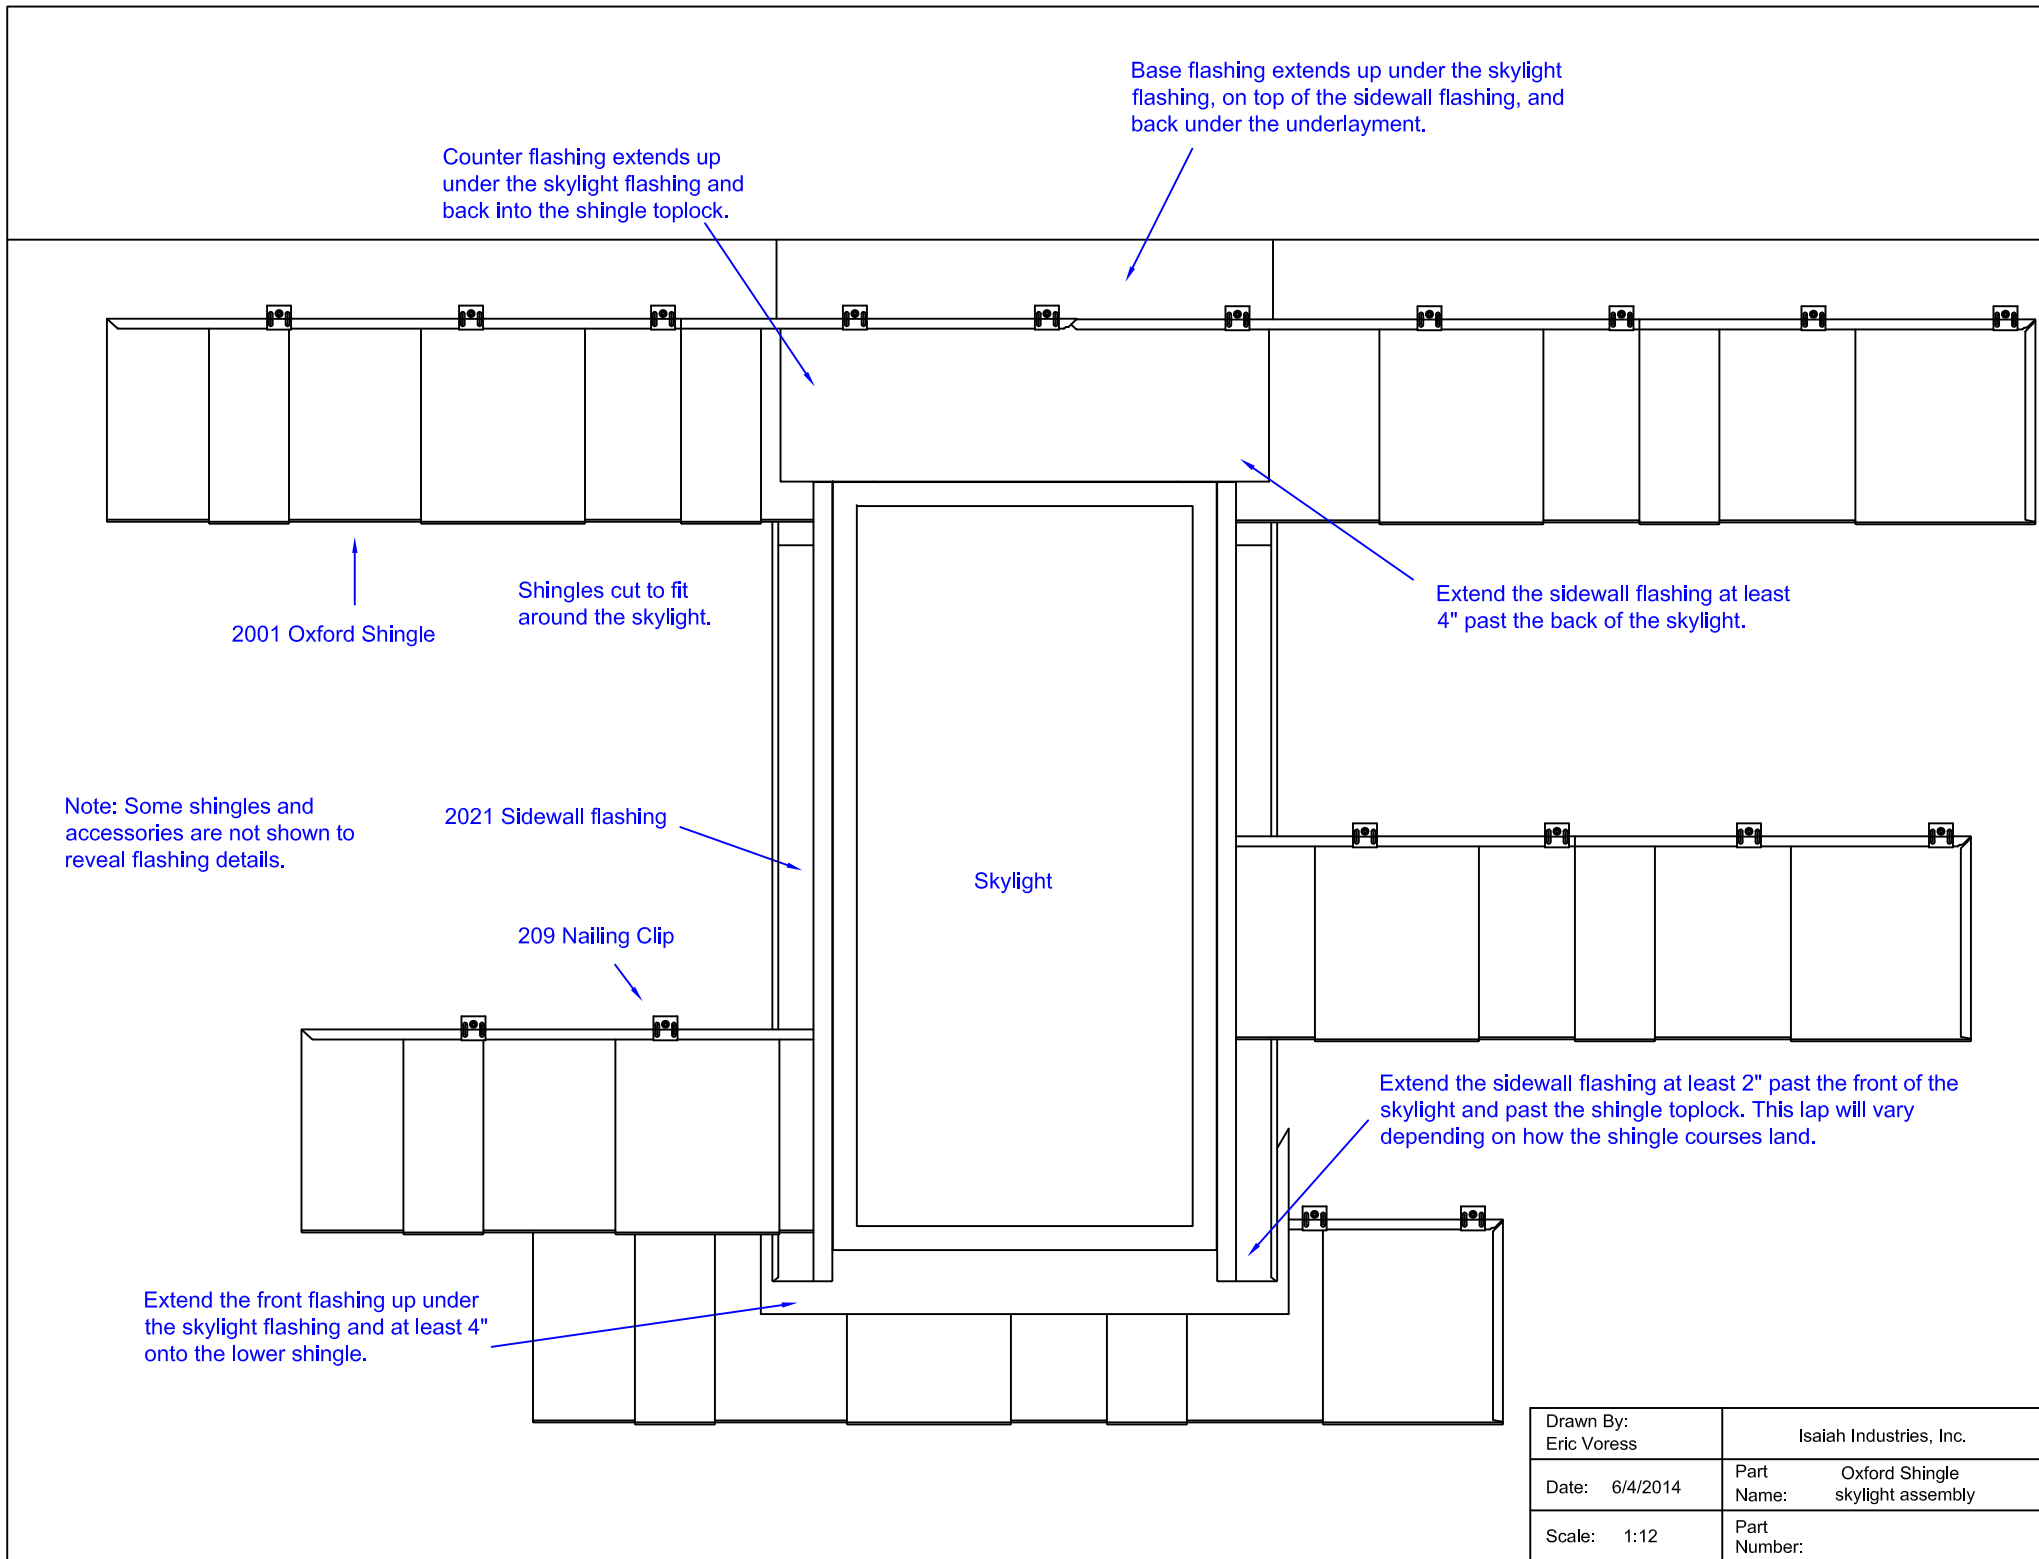 Base flashing extends up under the skylight
flashing, on top of the sidewall flashing, and
back under the underlayment.
Counter flashing extends up
under the skylight flashing and
back into the shingle toplock.
2001 Oxford Shingle
Shingles cut to fit
around the skylight.
Extend the sidewall flashing at least
4" past the back of the skylight.
Note: Some shingles and
accessories are not shown to
reveal flashing details.
2021 Sidewall flashing
Skylight
209 Nailing Clip
Extend the sidewall flashing at least 2" past the front of the
skylight and past the shingle toplock. This lap will vary
depending on how the shingle courses land.
Extend the front flashing up under
the skylight flashing and at least 4"
onto the lower shingle.
Drawn By:
Eric Voress
Isaiah Industries, Inc.
Date: 6/4/2014
Part Oxford Shingle
Name: skylight assembly
Scale: 1:12
Part
Number: